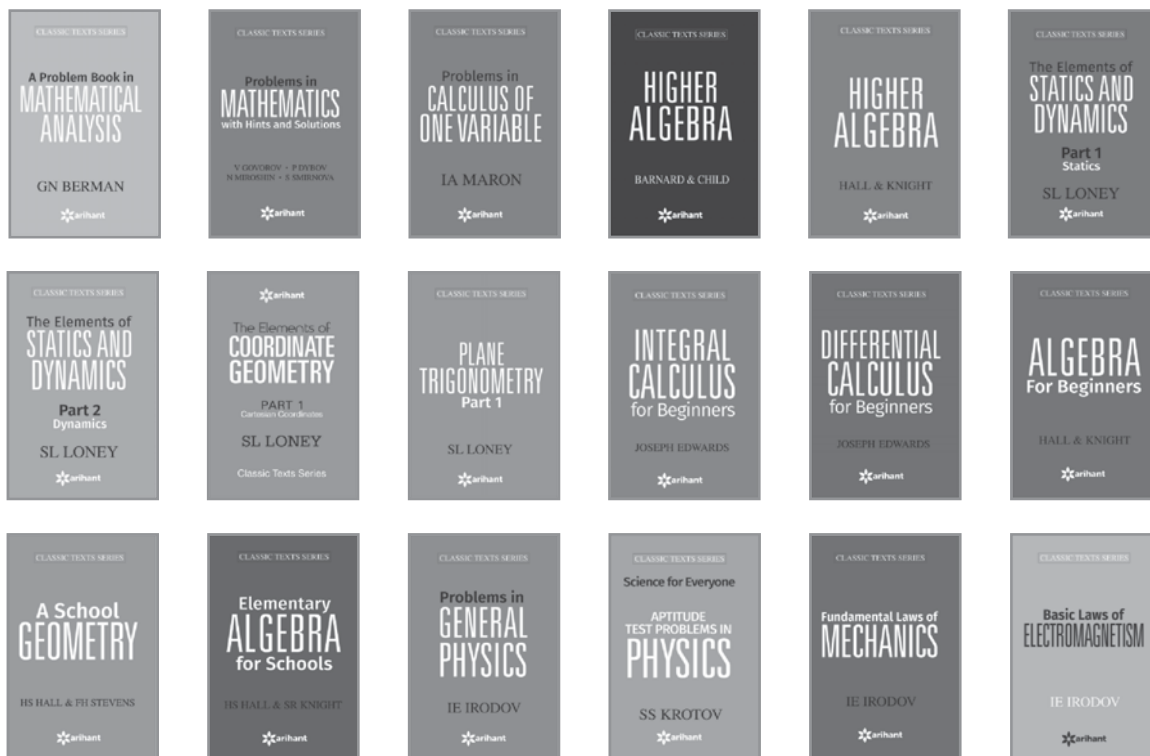 CLASSIC TEXTS SERIES
A Problem Book in
MATHEMATICAL
ANALYSIS
GN BERMAN
arihant
CLASSIC TEXTS SERIES
Problems in
MATHEMATICS
with Hints and Solutions
V GOVOROV • P DYBOV
N MIROSHIN • S SMIRNOVA
arihant
CLASSIC TEXTS SERIES
Problems in
CALCULUS OF
ONE VARIABLE
IA MARON
arihant
CLASSIC TEXTS SERIES
HIGHER
ALGEBRA
BARNARD & CHILD
arihant
CLASSIC TEXTS SERIES
HIGHER
ALGEBRA
HALL & KNIGHT
arihant
CLASSIC TEXTS SERIES
The Elements of
STATICS AND
DYNAMICS
Part 1
Statics
SL LONEY
arihant
CLASSIC TEXTS SERIES
The Elements of
STATICS AND
DYNAMICS
Part 2
Dynamics
SL LONEY
arihant
arihant
The Elements of
COORDINATE
GEOMETRY
PART 1
Cartesian Coordinates
SL LONEY
Classic Texts Series
CLASSIC TEXTS SERIES
PLANE
TRIGONOMETRY
Part 1
SL LONEY
arihant
CLASSIC TEXTS SERIES
INTEGRAL
CALCULUS
for Beginners
JOSEPH EDWARDS
arihant
CLASSIC TEXTS SERIES
DIFFERENTIAL
CALCULUS
for Beginners
JOSEPH EDWARDS
arihant
CLASSIC TEXTS SERIES
ALGEBRA
For Beginners
HALL & KNIGHT
arihant
CLASSIC TEXTS SERIES
A School
GEOMETRY
HS HALL & FH STEVENS
arihant
CLASSIC TEXTS SERIES
Elementary
ALGEBRA
for Schools
HS HALL & SR KNIGHT
arihant
CLASSIC TEXTS SERIES
Problems in
GENERAL
PHYSICS
IE IRODOV
arihant
CLASSIC TEXTS SERIES
Science for Everyone
APTITUDE
TEST PROBLEMS IN
PHYSICS
SS KROTOV
arihant
CLASSIC TEXTS SERIES
Fundamental Laws of
MECHANICS
IE IRODOV
arihant
CLASSIC TEXTS SERIES
Basic Laws of
ELECTROMAGNETISM
IE IRODOV
arihant